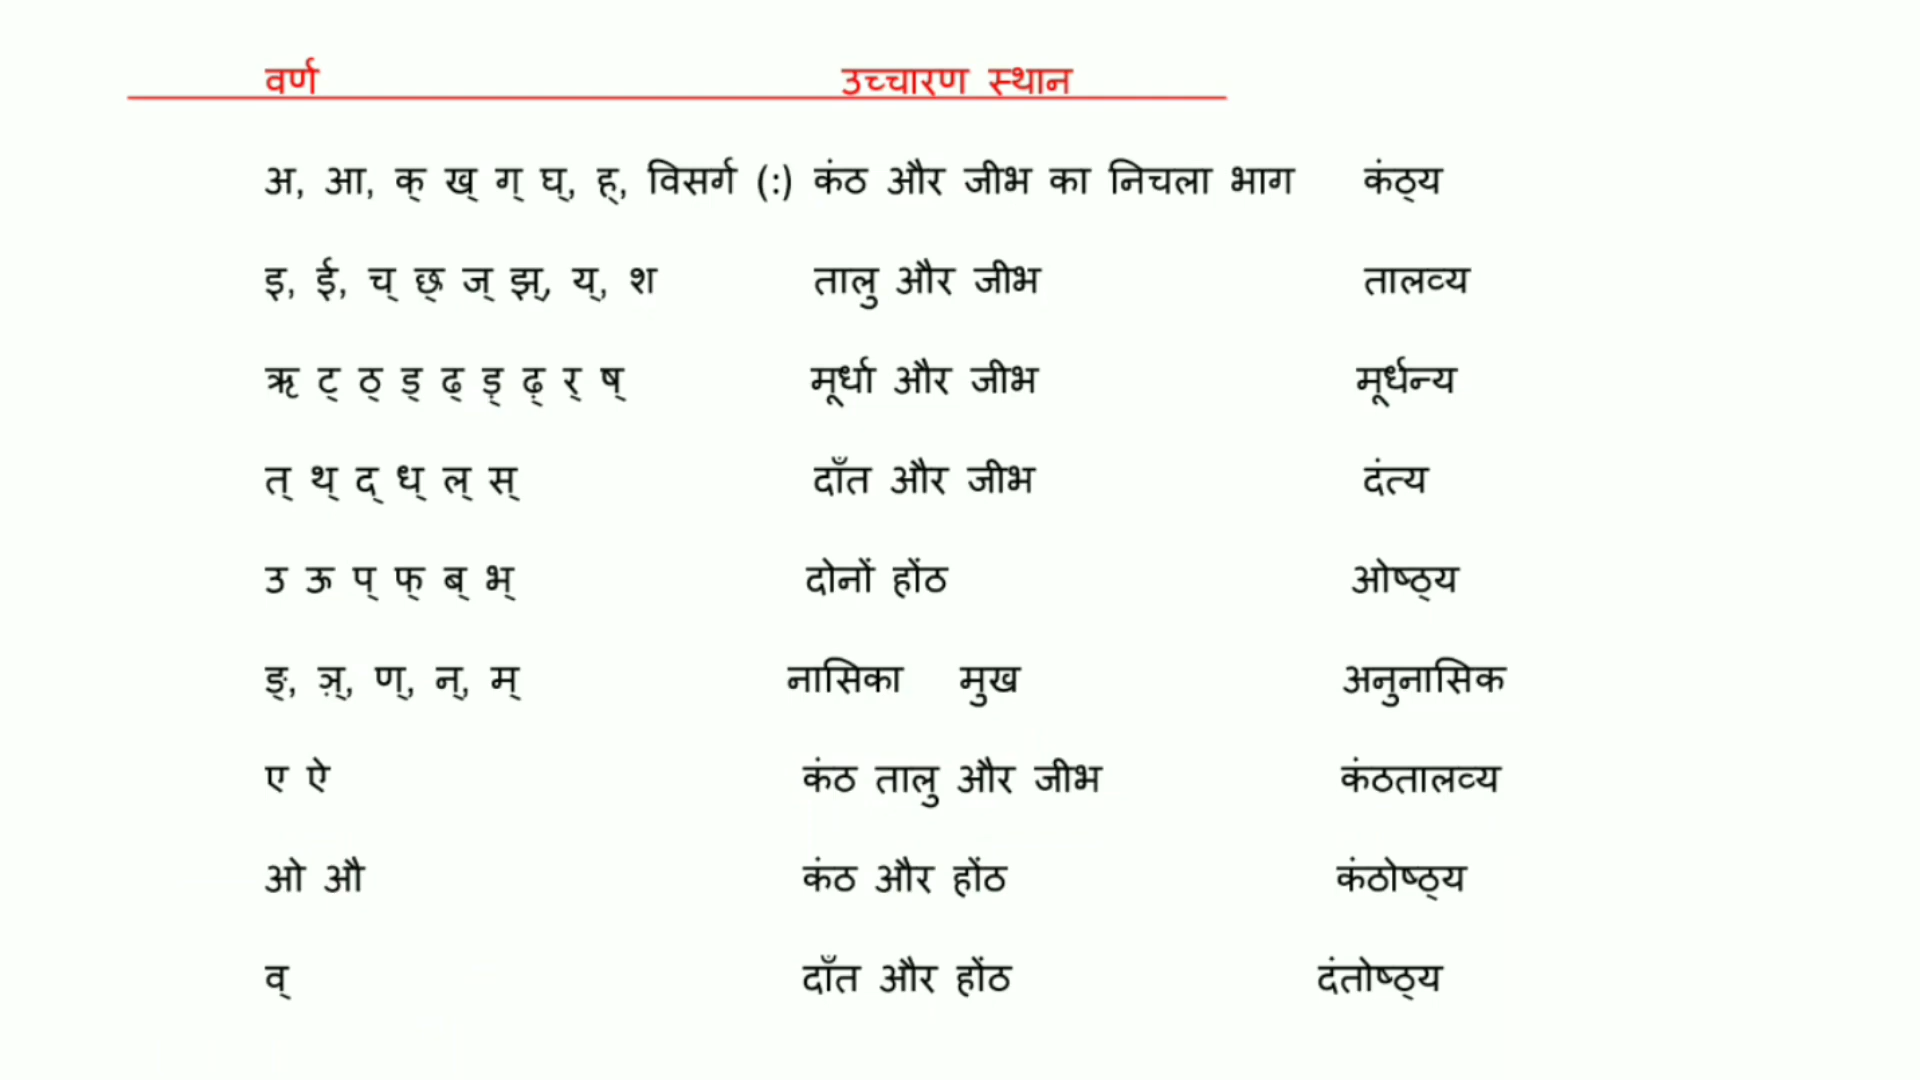 वर्ण उच्चारण स्थान
अ, आ, क् ख् ग् घ्, ह्, विसर्ग (:) कंठ और जीभ का निचला भाग कंठ्य
इ, ई, च् छ् ज् झ्, य्, श तालु और जीभ तालव्य
ऋ ट् ठ् ड् ढ् ड़् ढ़् र् ष् मूर्धा और जीभ मूर्धन्य
त् थ् द् ध् ल् स् दाँत और जीभ दंत्य
उ ऊ प् फ् ब् भ् दोनों होंठ ओष्ठ्य
ङ्, ञ़्, ण्, न्, म् नासिका मुख अनुनासिक
ए ऐ कंठ तालु और जीभ कंठतालव्य
ओ औ कंठ और होंठ कंठोष्ठ्य
व् दाँत और होंठ दंतोष्ठ्य